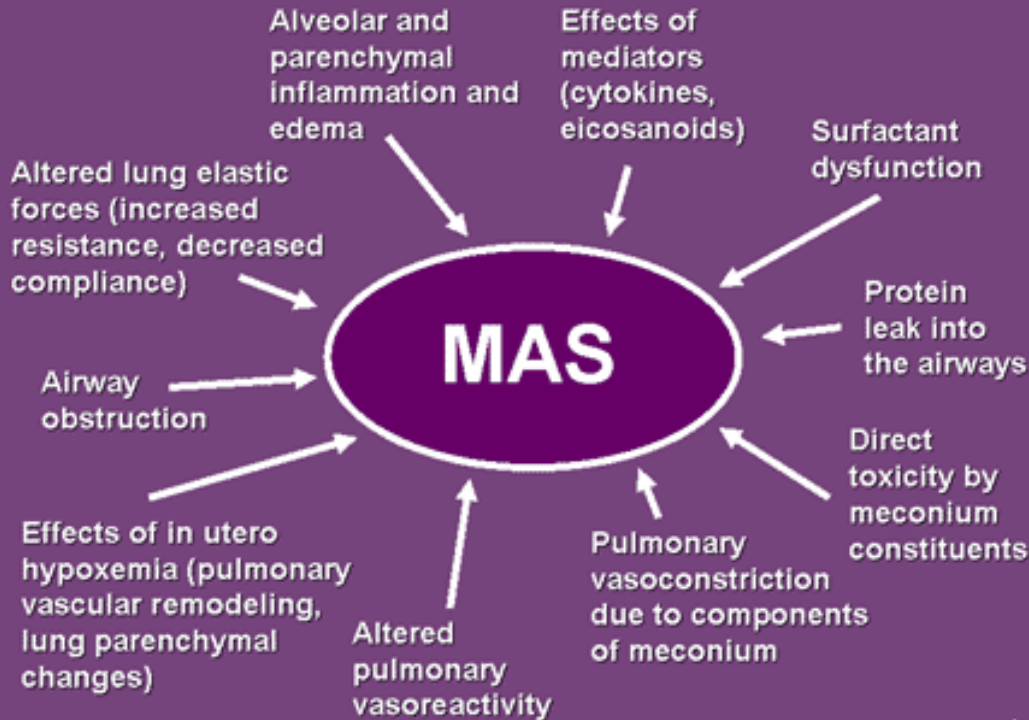 Alveolar and
parenchymal
inflammation and
edema
Effects of
mediators
(cytokines,
eicosanoids)
Surfactant
dysfunction
Altered lung elastic
forces (increased
resistance, decreased
compliance)
Protein
leak into
the airways
MAS
Airway
obstruction
Direct
toxicity by
meconium
constituents
Effects of in utero
hypoxemia (pulmonary
vascular remodeling,
lung parenchymal
changes)
Altered
pulmonary
vasoreactivity
Pulmonary
vasoconstriction
due to components
of meconium